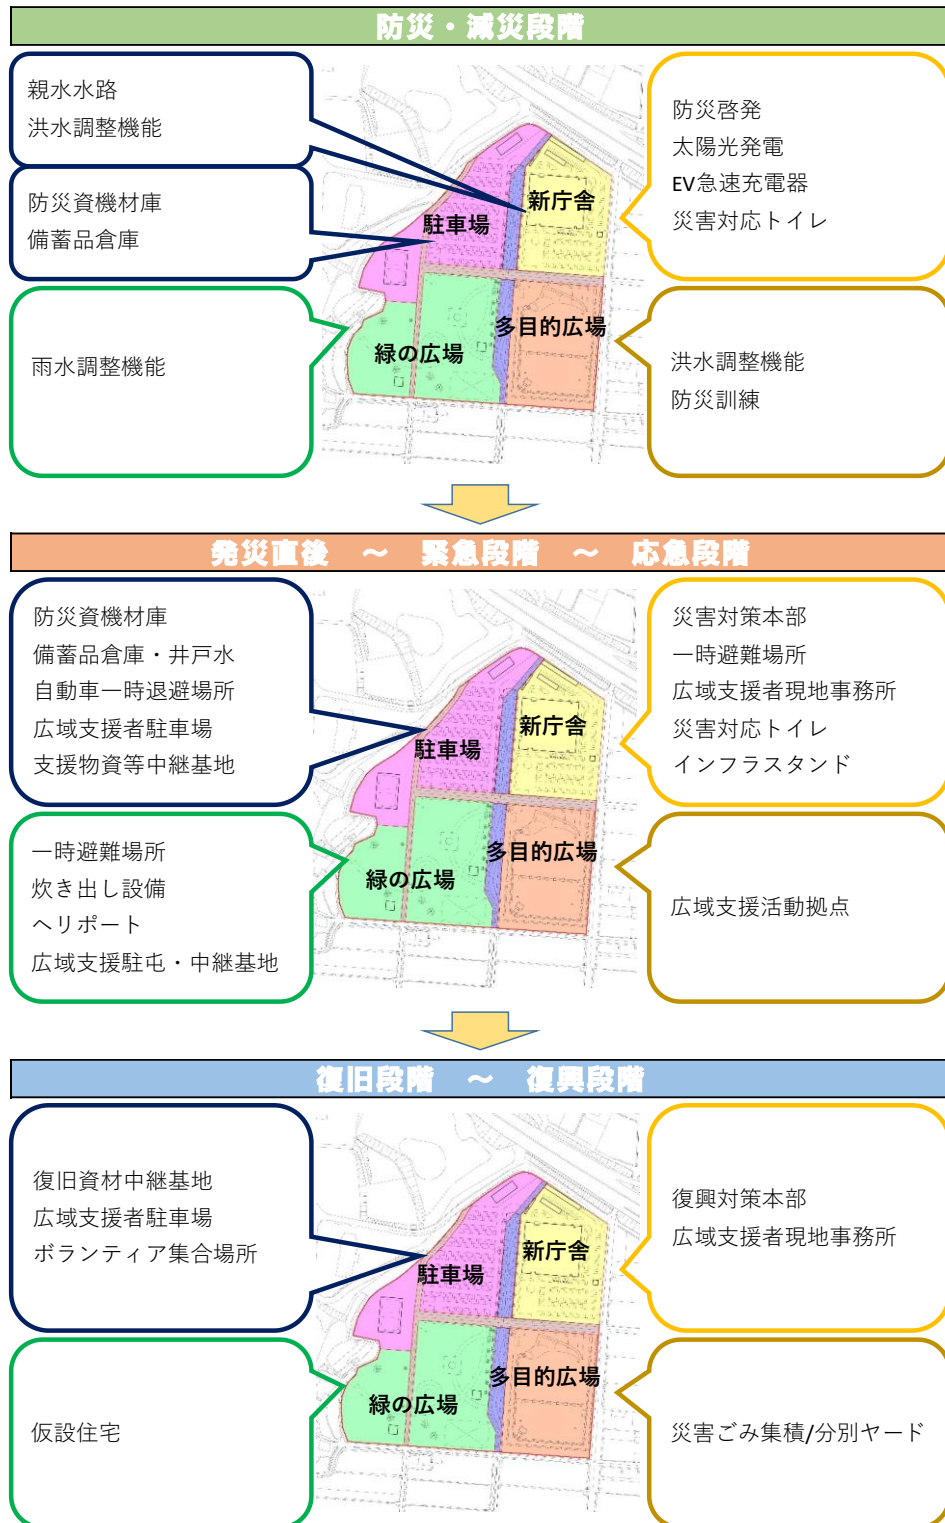 防災・減災段階
親水水路
洪水調整機能
防災資機材庫
備蓄品倉庫
雨水調整機能
新庁舎
駐車場
多目的広場
緑の広場
防災啓発
太陽光発電
EV急速充電器
災害対応トイレ
洪水調整機能
防災訓練
発災直後　～　緊急段階　～　応急段階
防災資機材庫
備蓄品倉庫・井戸水
自動車一時退避場所
広域支援者駐車場
支援物資等中継基地
一時避難場所
炊き出し設備
ヘリポート
広域支援駐屯・中継基地
新庁舎
駐車場
多目的広場
緑の広場
災害対策本部
一時避難場所
広域支援者現地事務所
災害対応トイレ
インフラスタンド
広域支援活動拠点
復旧段階　～　復興段階
復旧資材中継基地
広域支援者駐車場
ボランティア集合場所
仮設住宅
新庁舎
駐車場
多目的広場
緑の広場
復興対策本部
広域支援者現地事務所
災害ごみ集積/分別ヤード